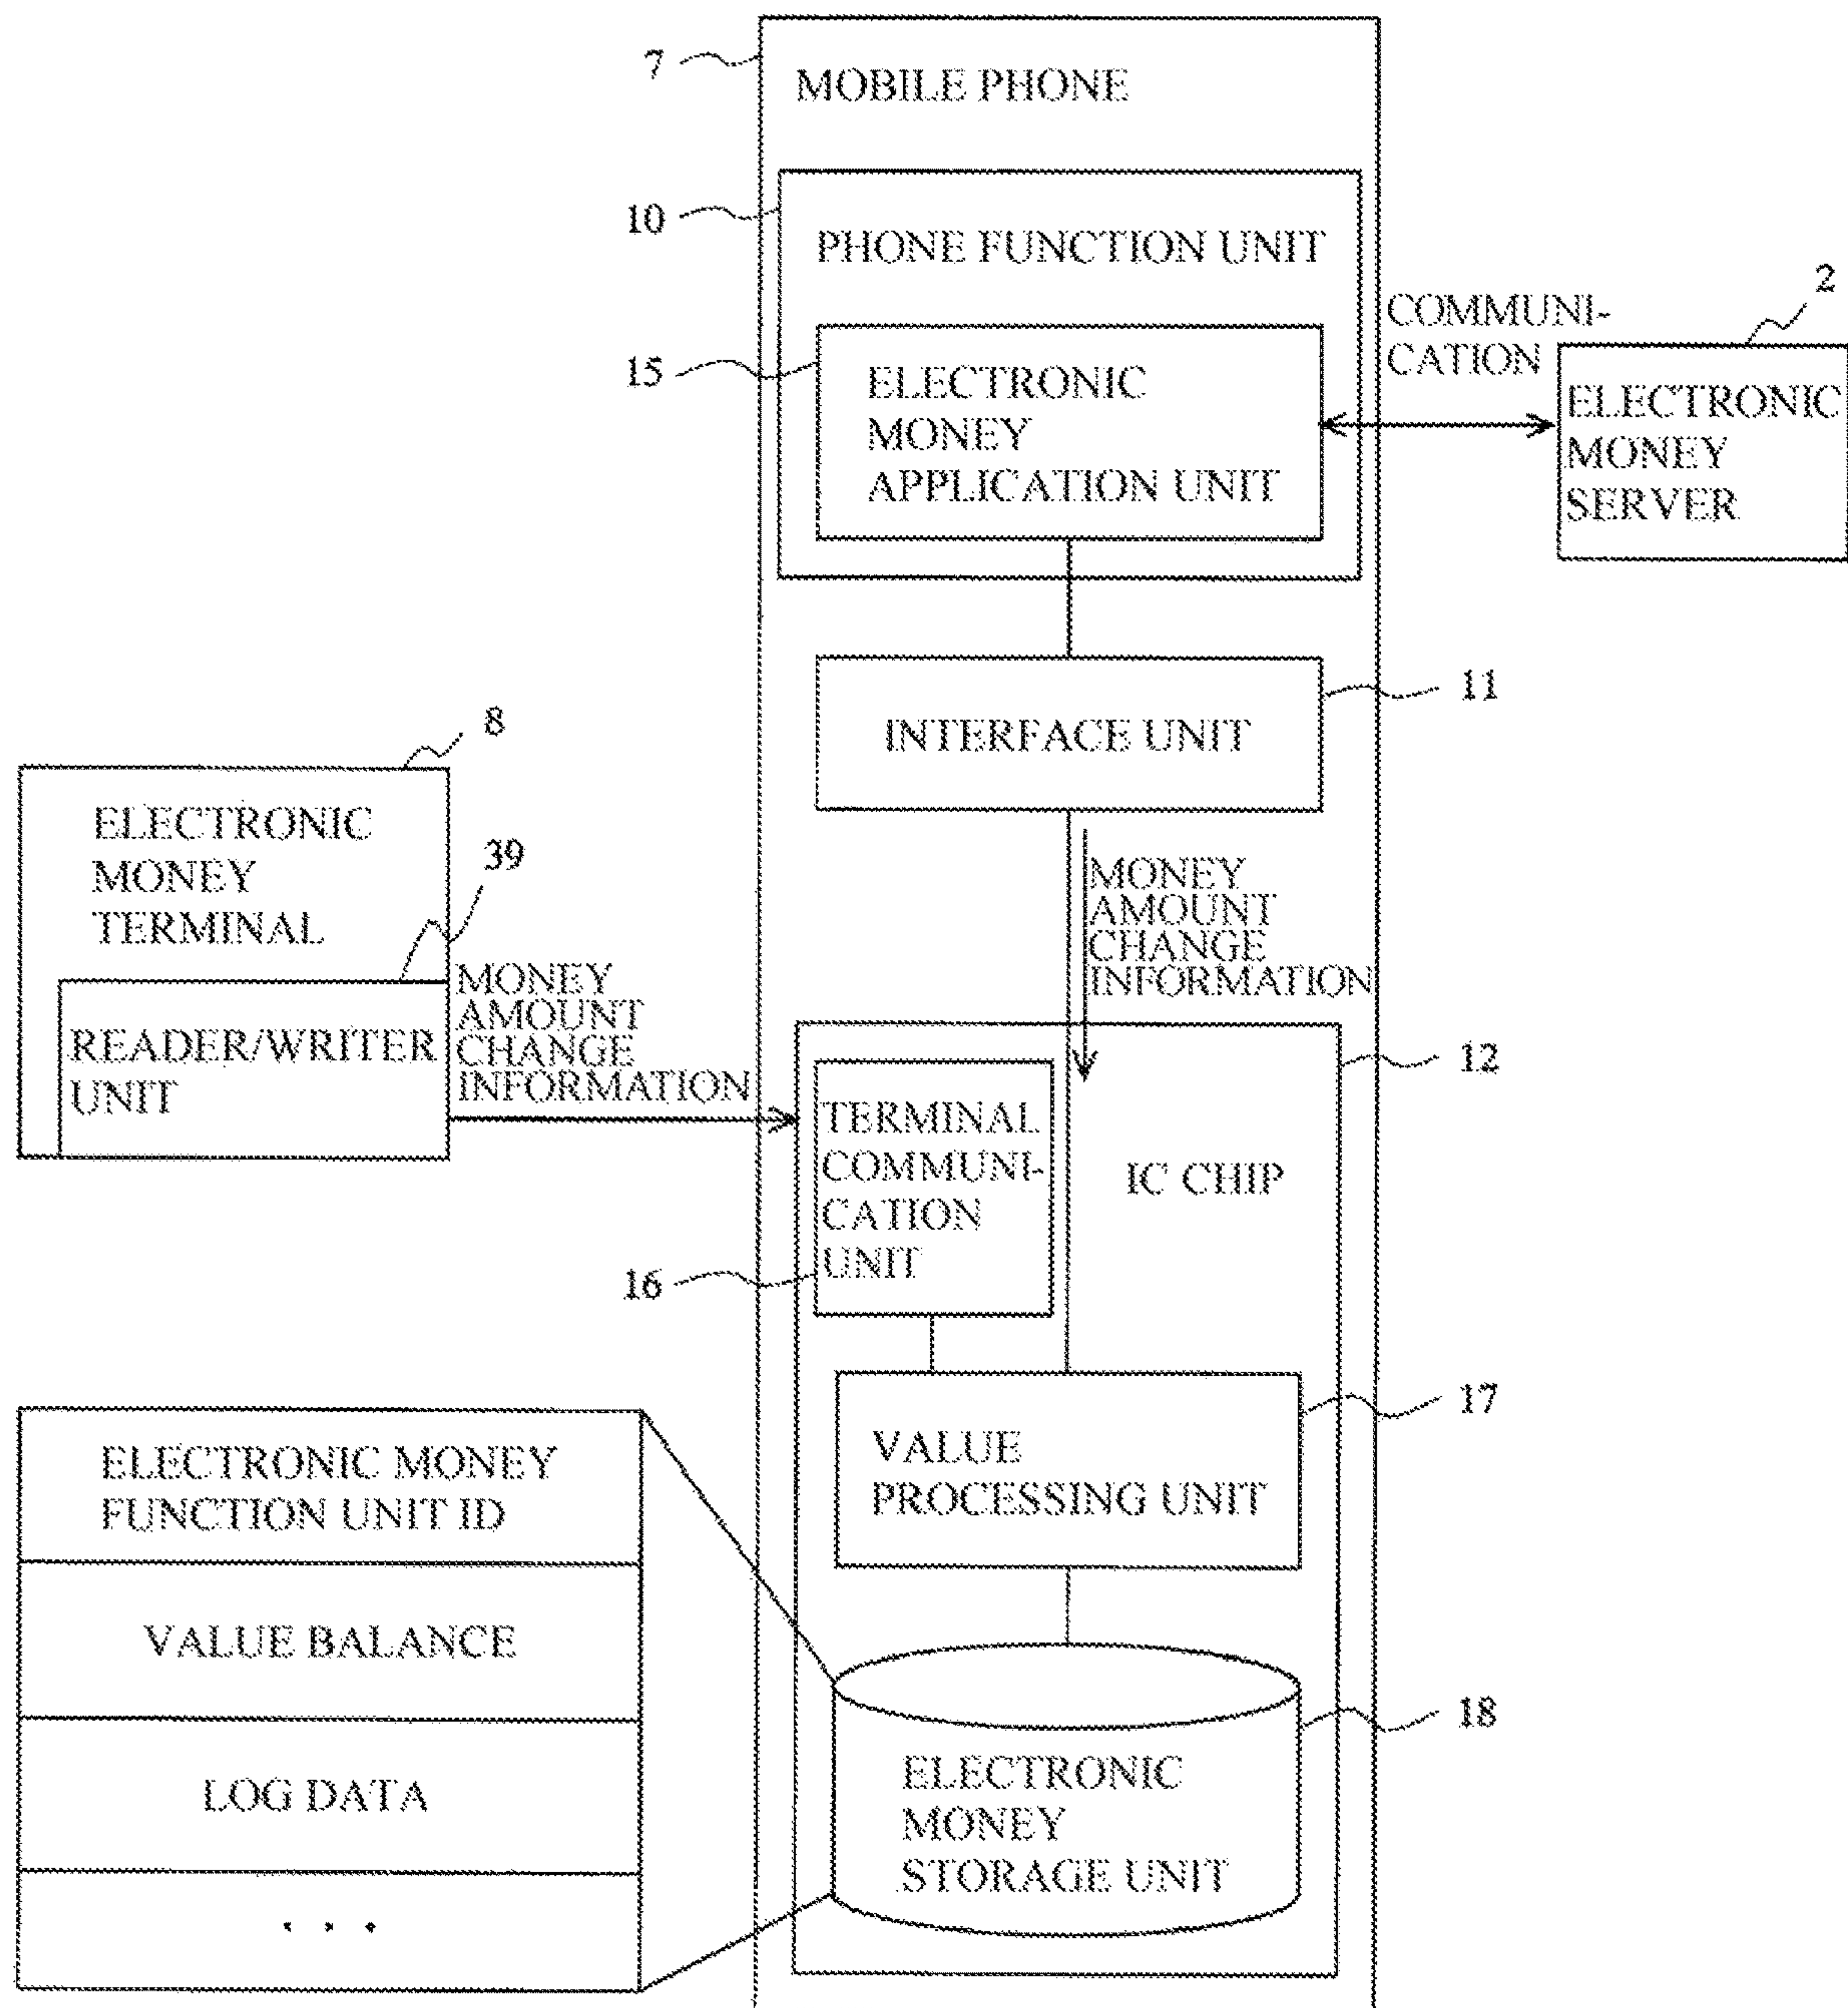 7
MOBILE PHONE
10
PHONE FUNCTION UNIT
2
COMMUNI-
CATION
15
ELECTRONIC
MONEY
APPLICATION UNIT
ELECTRONIC
MONEY
SERVER
11
INTERFACE UNIT
8
ELECTRONIC
MONEY
TERMINAL
39
READER/WRITER
UNIT
MONEY
AMOUNT
CHANGE
INFORMATION
MONEY
AMOUNT
CHANGE
INFORMATION
12
TERMINAL
COMMUNI-
CATION
UNIT
IC CHIP
16
17
VALUE
PROCESSING UNIT
ELECTRONIC MONEY
FUNCTION UNIT ID
VALUE BALANCE
LOG DATA
. . .
18
ELECTRONIC
MONEY
STORAGE UNIT